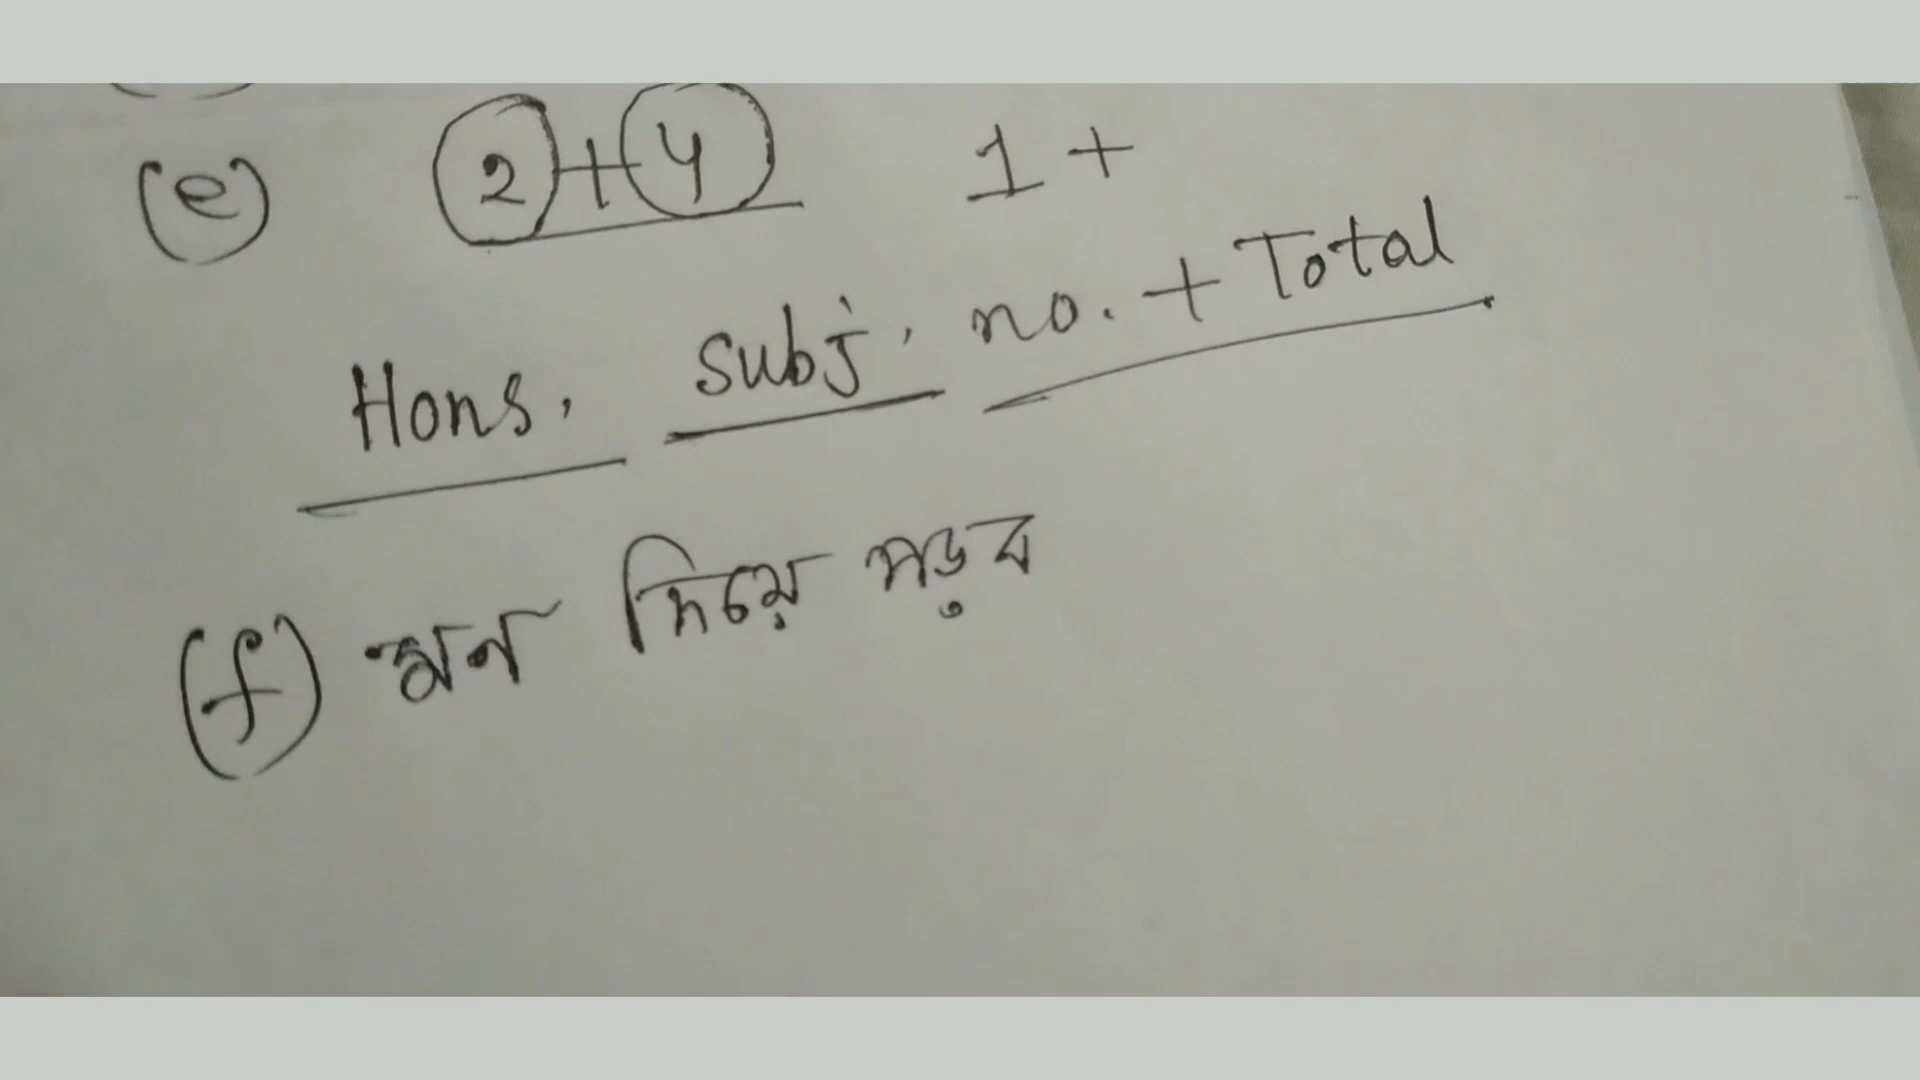 (e) 2+4 1+
Hons. Subj. no. + Total
(f) মন দিয়ে পড়ব